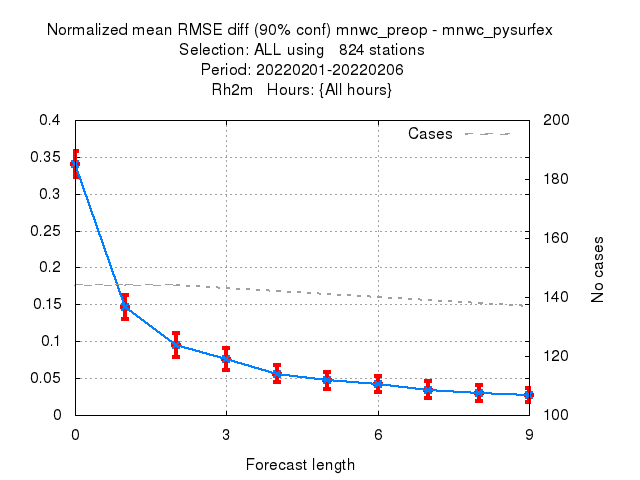 Normalized mean RMSE diff (90% conf) mnwc_preop - mnwc_pysurfex
Selection: ALL using   824 stations
Period: 20220201-20220206
Rh2m   Hours: {All hours}
0.4
0.35
0.3
0.25
0.2
0.15
0.1
0.05
0
Cases
200
180
160
140
120
100
No cases
0 3 6 9
Forecast length